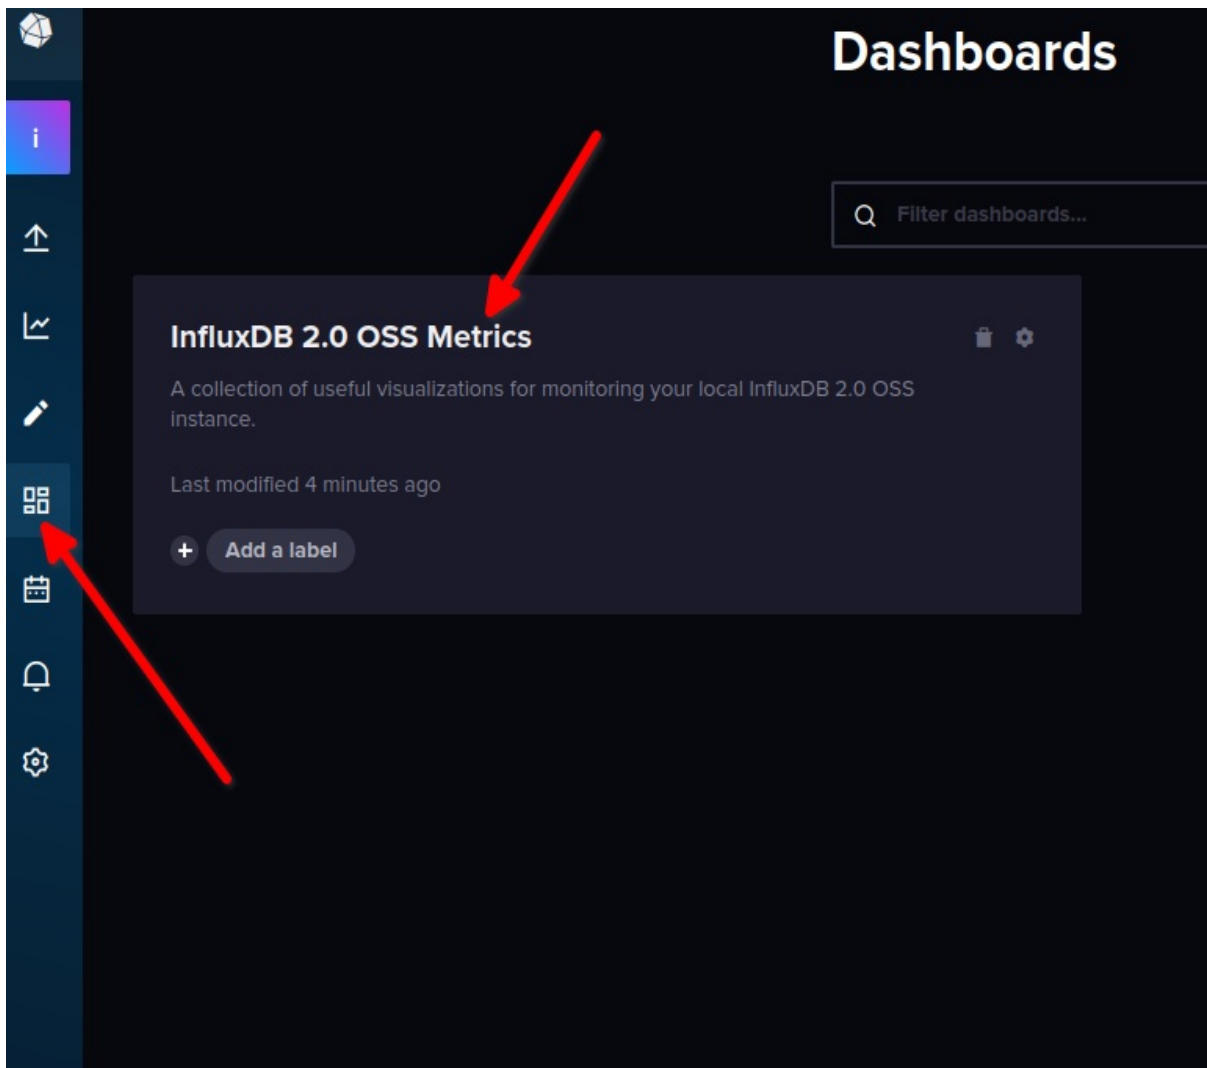 Dashboards
i
Filter dashboards...
InfluxDB 2.0 OSS Metrics
A collection of useful visualizations for monitoring your local InfluxDB 2.0 OSS
instance.
Last modified 4 minutes ago
+ Add a label